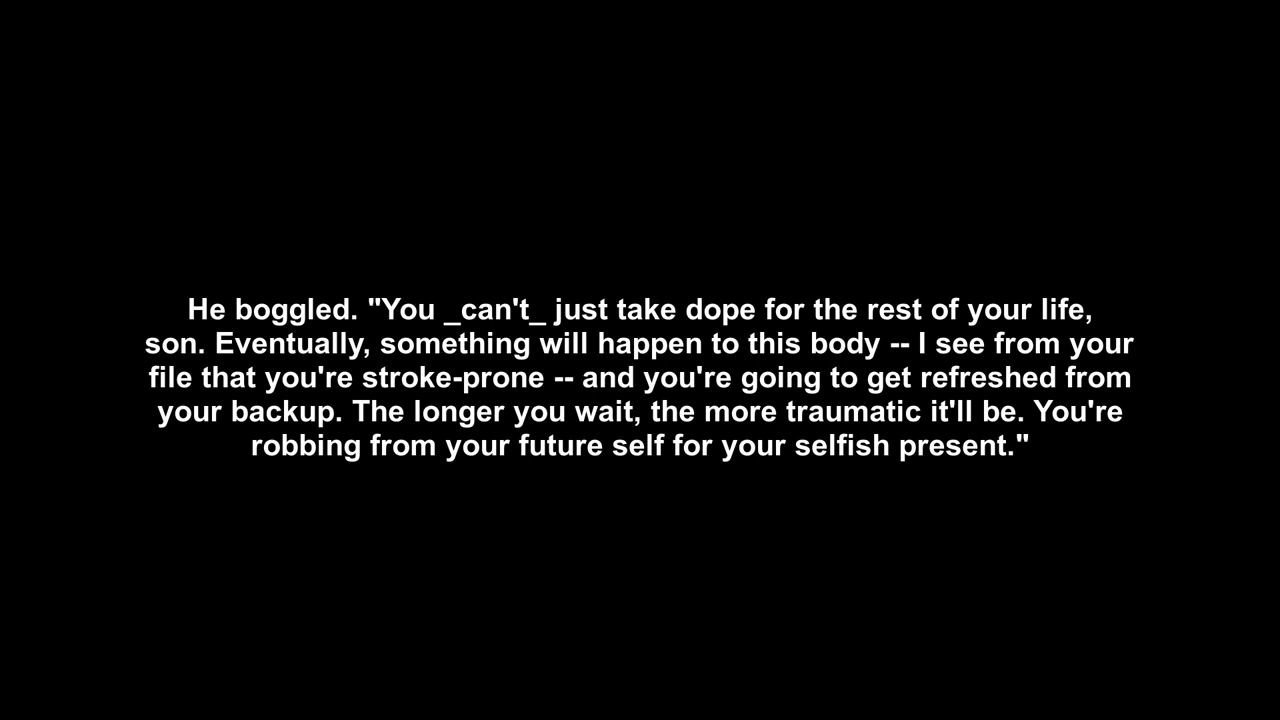 He boggled. "You _can't_ just take dope for the rest of your life,
son. Eventually, something will happen to this body -- I see from your
file that you're stroke-prone -- and you're going to get refreshed from
your backup. The longer you wait, the more traumatic it'll be. You're
robbing from your future self for your selfish present."